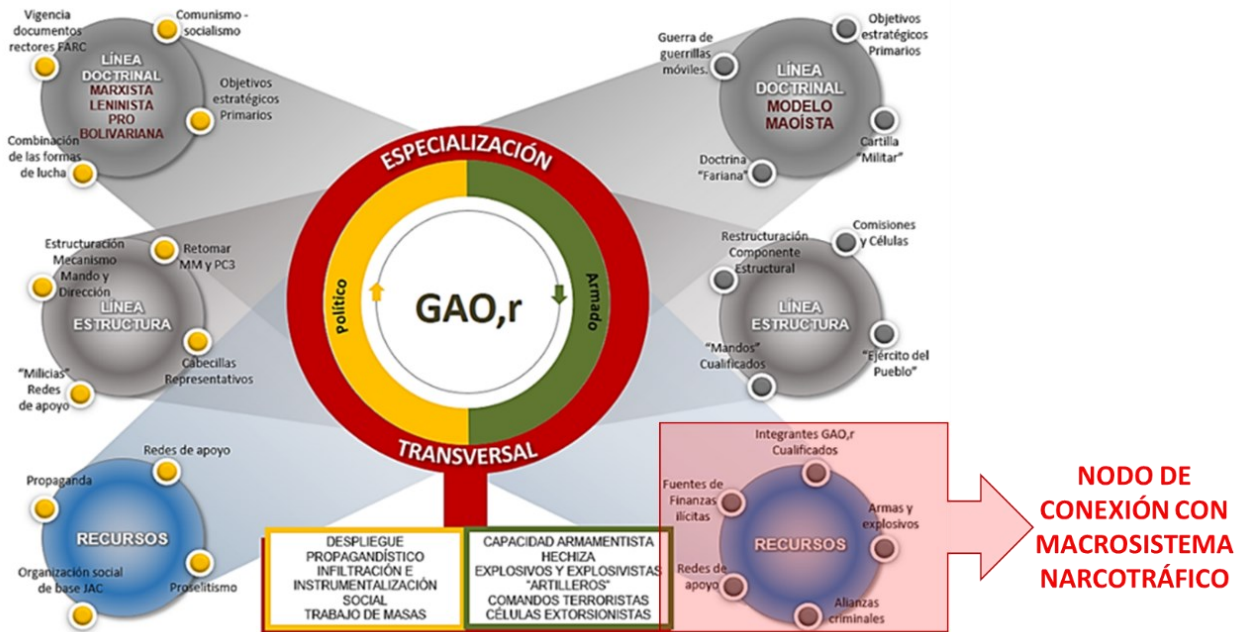 Vigencia
documentos
rectores FARC
Comunismo -
socialismo
LÍNEA
DOCTRINAL
MARXISTA
LENINISTA
PRO
BOLIVARIANA
Objetivos
estratégicos
Primarios
Combinación
de las formas
de lucha
Guerra de
guerrillas
móviles.
Objetivos
estratégicos
Primarios
LÍNEA
DOCTRINAL
MODELO
MAOÍSTA
Cartilla
"Militar"
Doctrina
"Fariana"
ESPECIALIZACIÓN
Político
GAO,r
Armado
TRANSVERSAL
Estructuración
Mecanismo
Mando y
Dirección
Retomar
MM y PC3
LÍNEA
ESTRUCTURA
"Milicias"
Redes
de apoyo
Cabecillas
Representativos
Restructuración
Componente
Estructural
Comisiones
y Células
LÍNEA
ESTRUCTURA
"Mandos"
Cualificados
"Ejército del
Pueblo"
Redes de apoyo
Propaganda
RECURSOS
Organización social
de base JAC
Proselitismo
DESPLIEGUE
PROPAGANDÍSTICO
INFILTRACIÓN E
INSTRUMENTALIZACIÓN
SOCIAL
TRABAJO DE MASAS
CAPACIDAD ARMAMENTISTA
HECHIZA
EXPLOSIVOS Y EXPLOSIVISTAS
"ARTILLEROS"
COMANDOS TERRORISTAS
CÉLULAS EXTORSIONISTAS
Integrantes GAO,r
Cualificados
Fuentes de
Finanzas
ilícitas
Armas y
explosivos
RECURSOS
Redes de
apoyo
Alianzas
criminales
NODO DE
CONEXIÓN CON
MACROSISTEMA
NARCOTRÁFICO